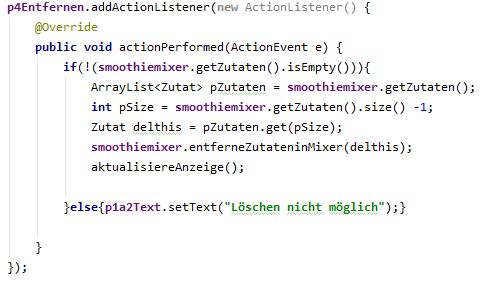 p4Entfernen.addActionListener(new ActionListener() {
    @Override
    public void actionPerformed(ActionEvent e) {
        if(!(smoothiemixer.getZutaten().isEmpty())){
            ArrayList<Zutat> pZutaten = smoothiemixer.getZutaten();
            int pSize = smoothiemixer.getZutaten().size() -1;
            Zutat delthis = pZutaten.get(pSize);
            smoothiemixer.entferneZutateninMixer(delthis);
            aktualisiereAnzeige();
        }else{p1a2Text.setText("Löschen nicht möglich");}
    }
});